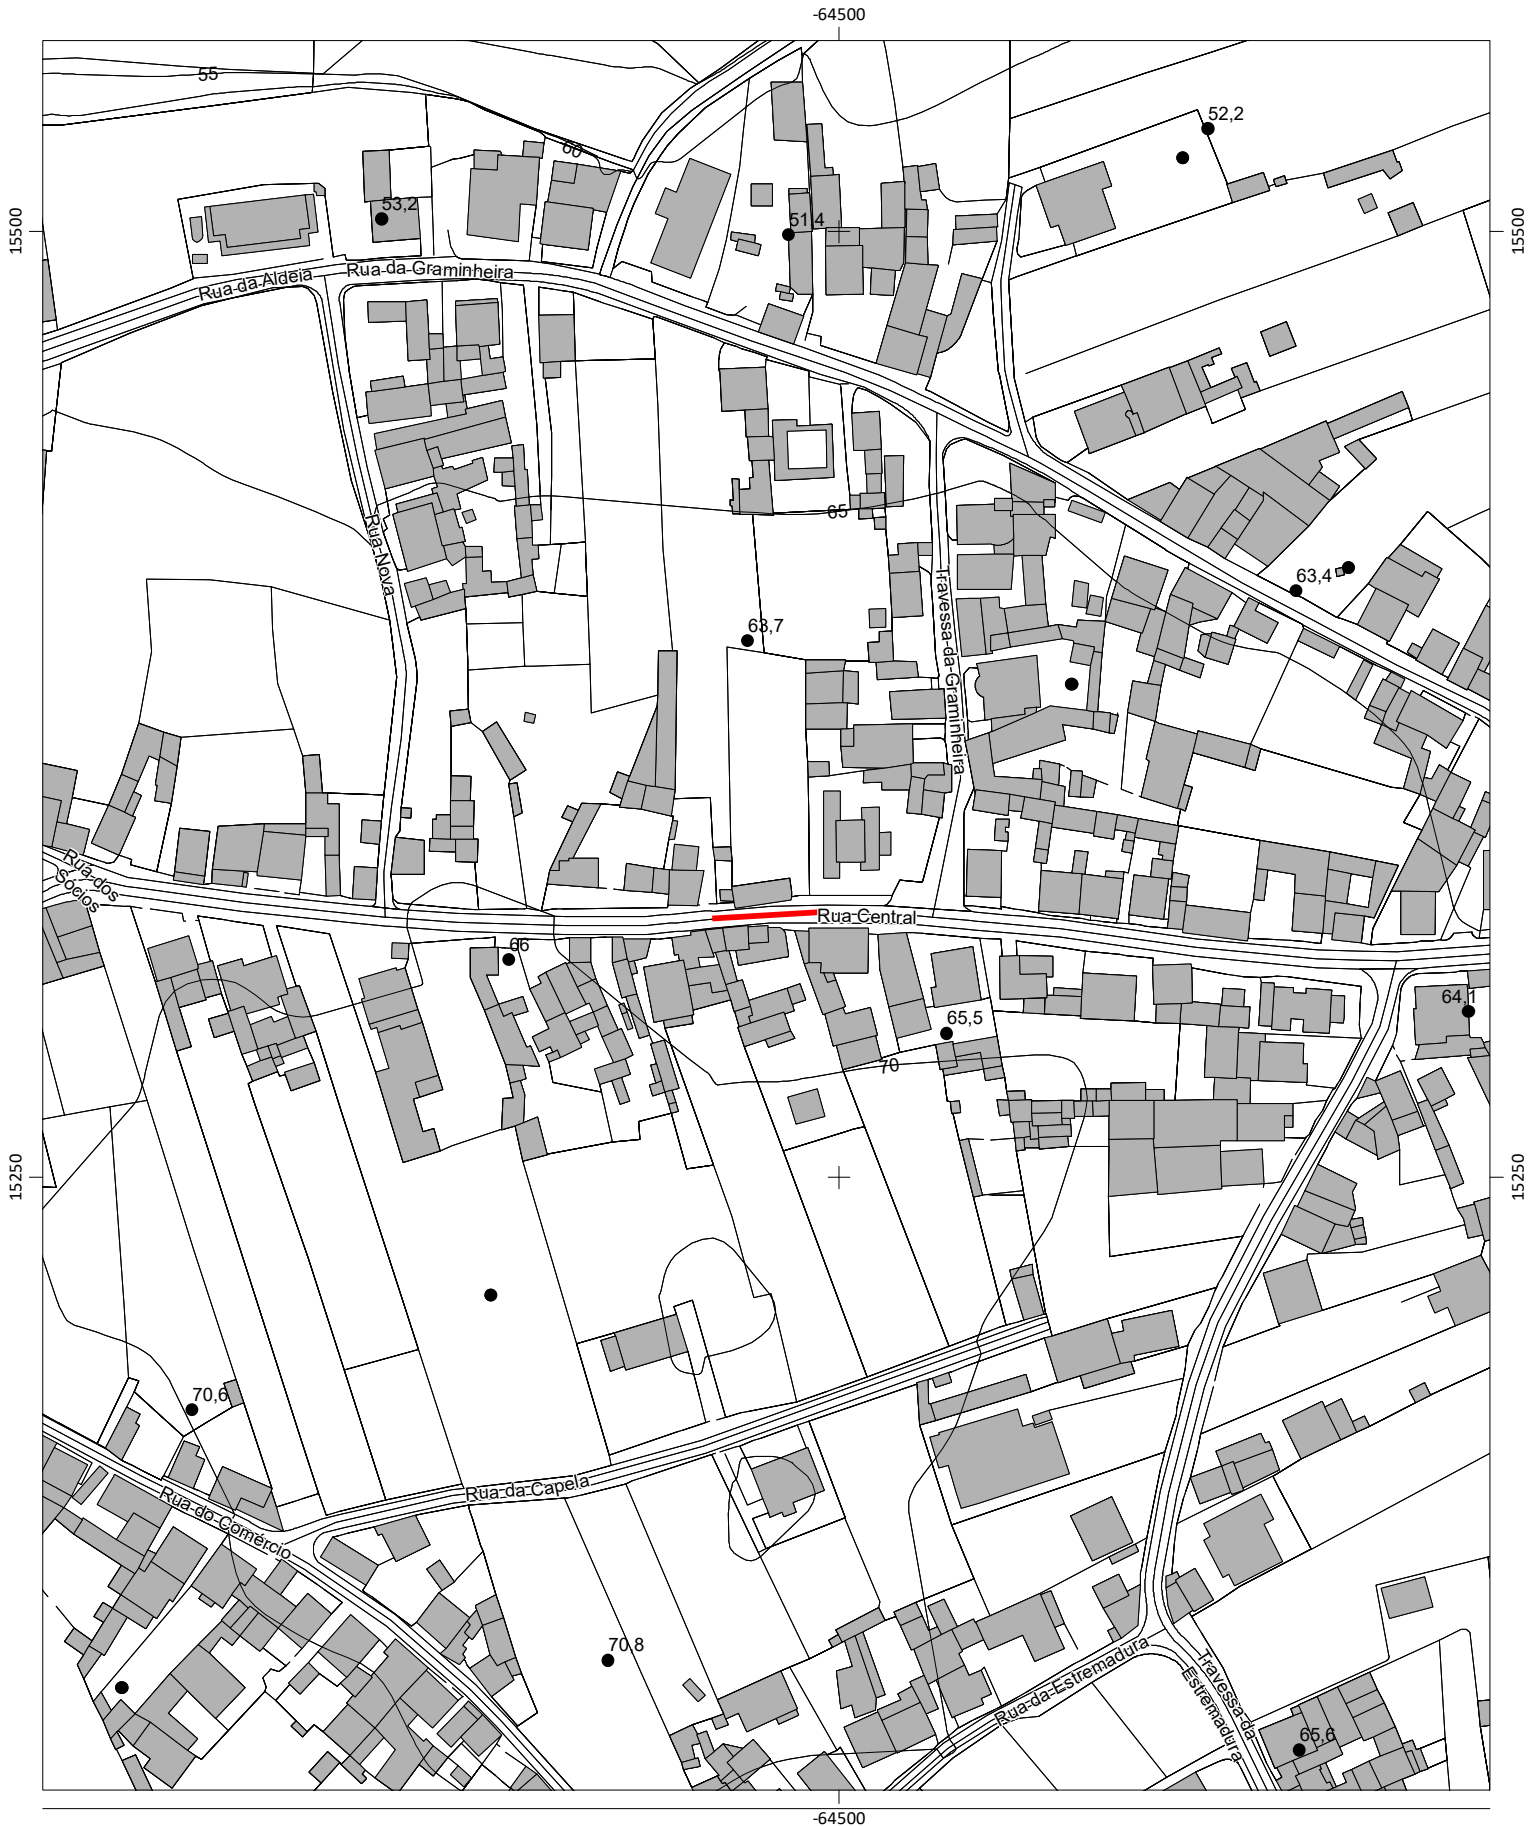 -64500
55
52,2
60
53,2
51,4
15500
15500
Rua da Graminheira
Rua da Aldeia
65
Rua Nova
63,4
Travessa da Graminheira
63,7
Rua dos
Socios
Rua Central
66
64,1
65,5
70
15250
15250
70,6
Rua da Capela
Rua do Comércio
70,8
Rua da Estremadura
Travessa da
Estremadura
65,6
-64500